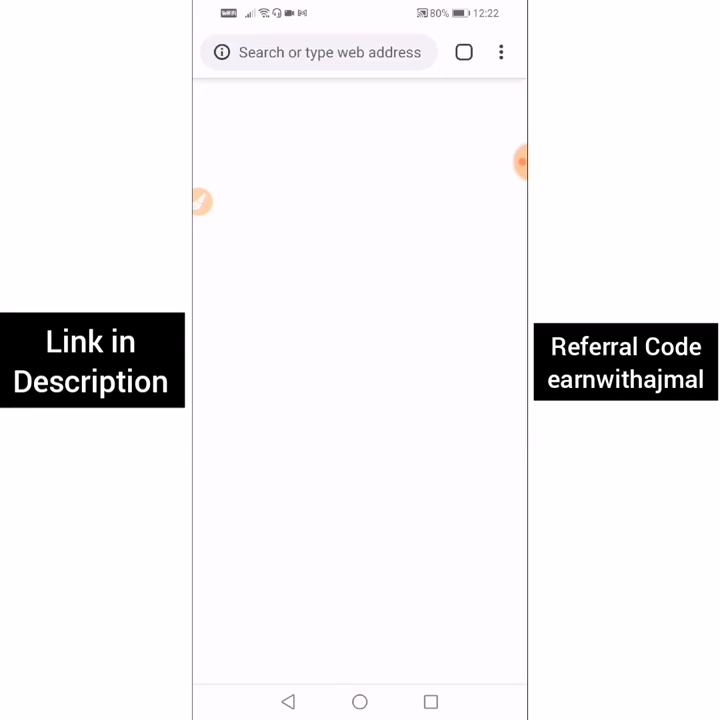 80% 12:22
Search or type web address
Link in
Description
Referral Code
earnwithajmal